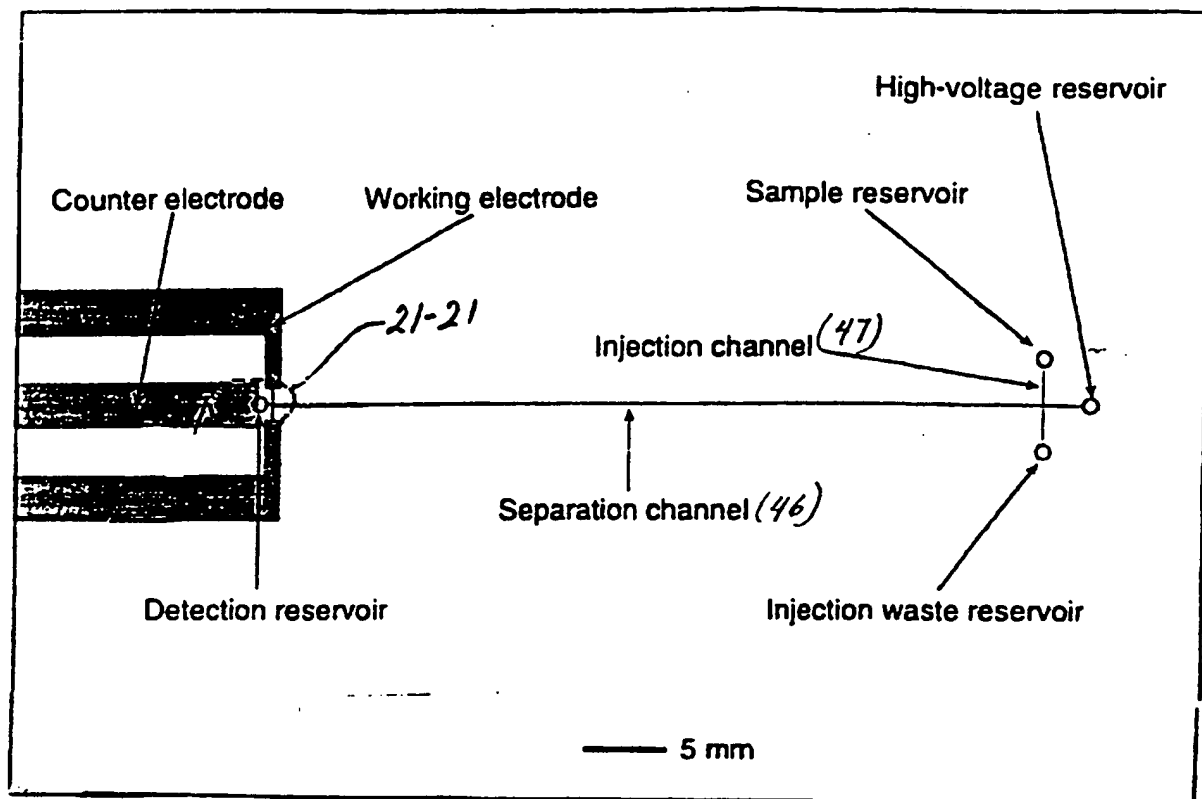 High-voltage reservoir
Counter electrode
Working electrode
Sample reservoir
21-21
Injection channel (47)
Separation channel (46)
Detection reservoir
Injection waste reservoir
5 mm